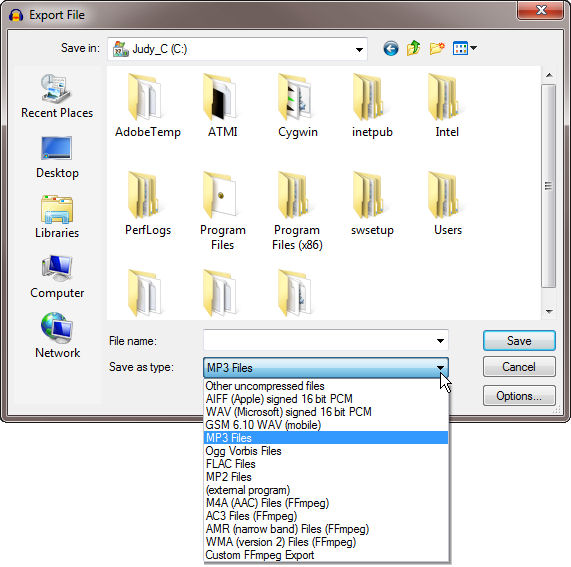 Export File
Save in:
Judy_C (C:)
Recent Places
Desktop
Libraries
Computer
Network
AdobeTemp
ATMI
Cygwin
inetpub
Intel
PerfLogs
Program
Files
Program
Files (x86)
swsetup
Users
File name:
Save
Save as type:
MP3 Files
Cancel
Options...
Other uncompressed files
AIFF (Apple) signed 16 bit PCM
WAV (Microsoft) signed 16 bit PCM
GSM 6.10 WAV (mobile)
MP3 Files
Ogg Vorbis Files
FLAC Files
MP2 Files
(external program)
M4A (AAC) Files (FFmpeg)
AC3 Files (FFmpeg)
AMR (narrow band) Files (FFmpeg)
WMA (version 2) Files (FFmpeg)
Custom FFmpeg Export